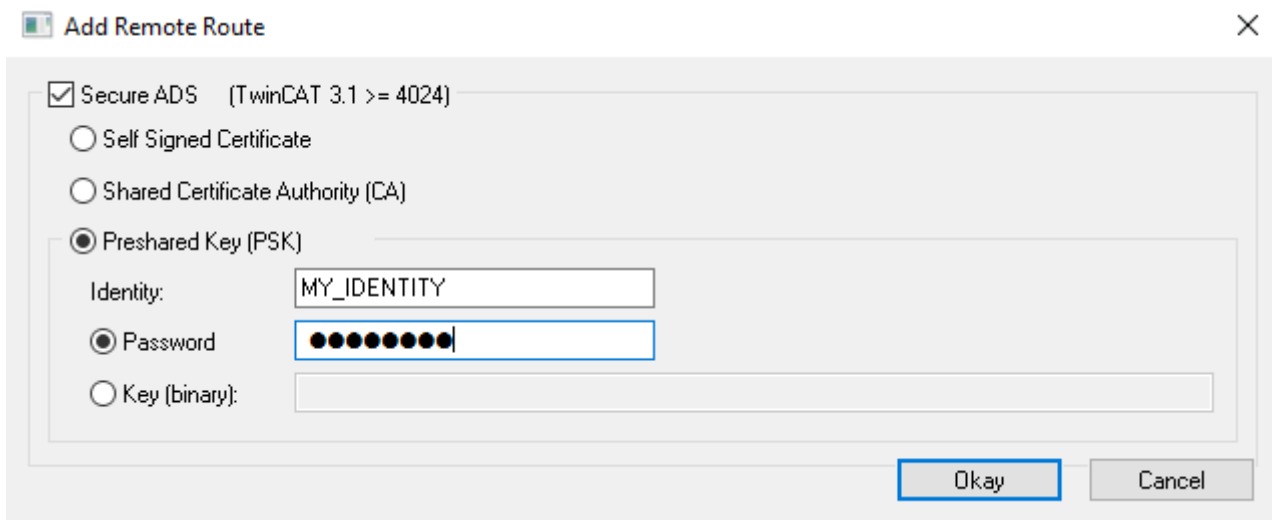 Add Remote Route
Secure ADS (TwinCAT 3.1 >= 4024)
Self Signed Certificate
Shared Certificate Authority (CA)
Preshared Key (PSK)
Identity: MY_IDENTITY
Password ●●●●●●●●
Key (binary):
Okay Cancel